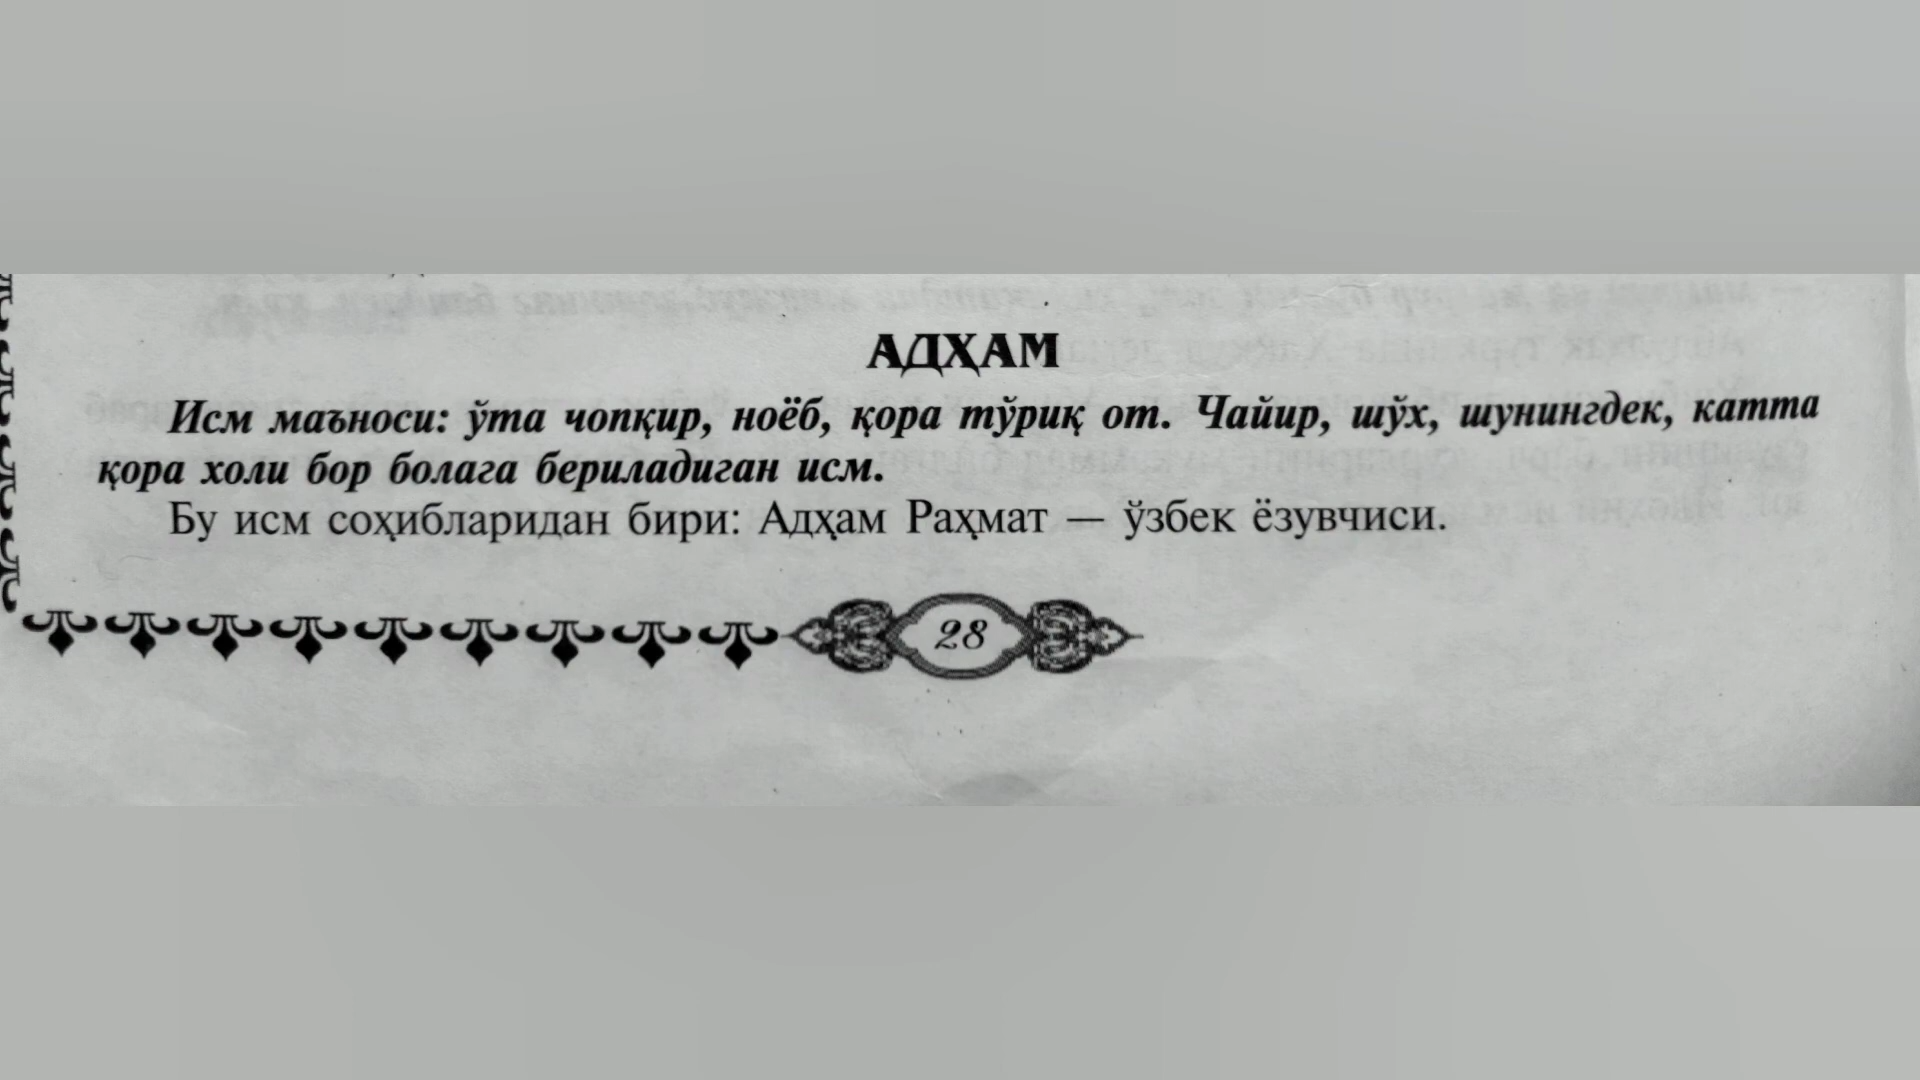 АДҲАМ
Исм маъноси: ўта чопқир, ноёб, қора тўриқ от. Чайир, шўх, шунингдек, катта
қора холи бор болага бериладиган исм.
Бу исм соҳибларидан бири: Адҳам Раҳмат — ўзбек ёзувчиси.
28